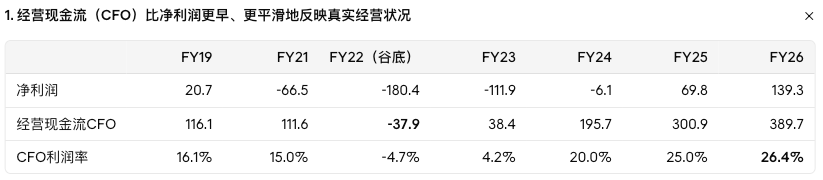 1. 经营现金流（CFO）比净利润更早、更平滑地反映真实经营状况
FY19 FY21 FY22（谷底） FY23 FY24 FY25 FY26
净利润 20.7 -66.5 -180.4 -111.9 -6.1 69.8 139.3
经营现金流CFO 116.1 111.6 -37.9 38.4 195.7 300.9 389.7
CFO利润率 16.1% 15.0% -4.7% 4.2% 20.0% 25.0% 26.4%